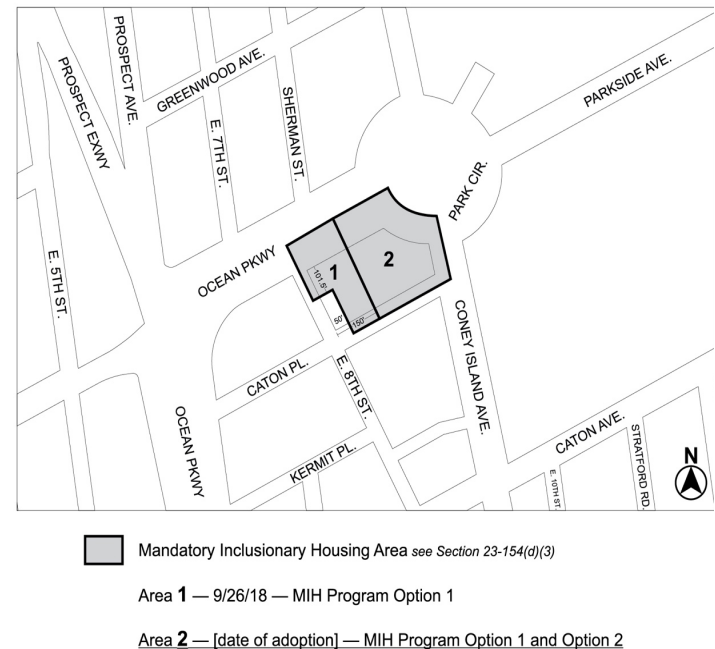 PROSPECT EXWY
PROSPECT AVE.
GREENWOOD AVE.
E. 7TH ST.
SHERMAN ST.
PARKSIDE AVE.
PARK CIR.
OCEAN PKWY
E. 5TH ST.
1
2
101.5'
50'
150'
CATON PL.
E. 8TH ST.
CONEY ISLAND AVE.
OCEAN PKWY
KERMIT PL.
CATON AVE.
E. 10TH ST.
STRATFORD RD.
N
Mandatory Inclusionary Housing Area see Section 23-154(d)(3)
Area 1 — 9/26/18 — MIH Program Option 1
Area 2 — [date of adoption] — MIH Program Option 1 and Option 2